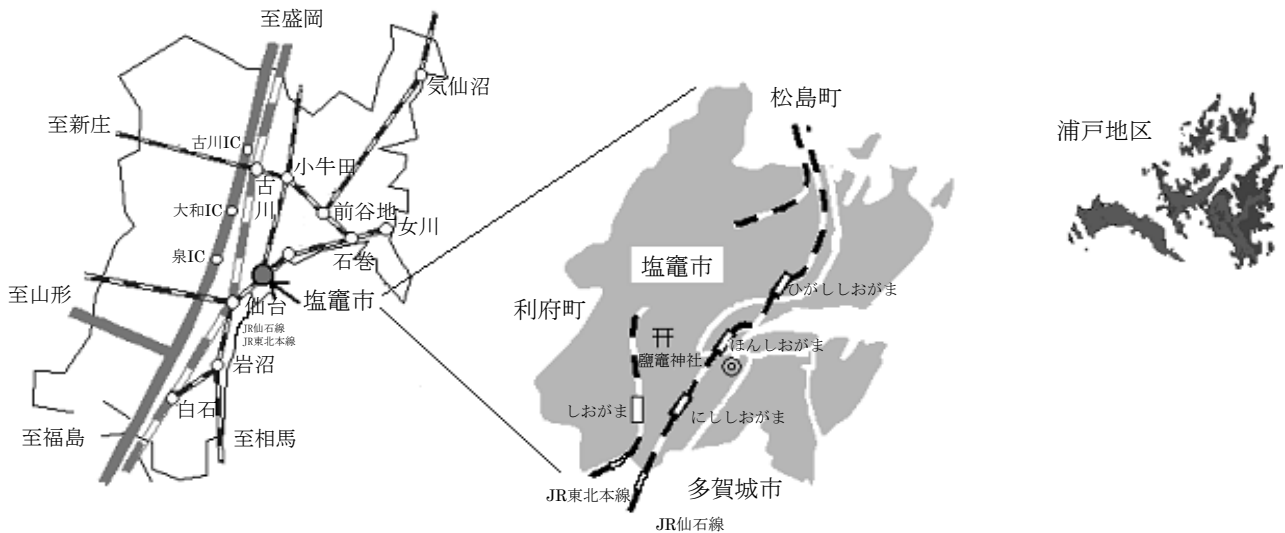 至盛岡
気仙沼
至新庄
古川IC
小牛田
古川
大和IC
前谷地
女川
石巻
泉IC
至山形
仙台
塩竈市
JR仙石線
JR東北本線
岩沼
白石
至福島
至相馬
松島町
塩竈市
利府町
ひがししおがま
鹽竈神社
ほんしおがま
しおがま
にししおがま
JR東北本線
多賀城市
JR仙石線
浦戸地区